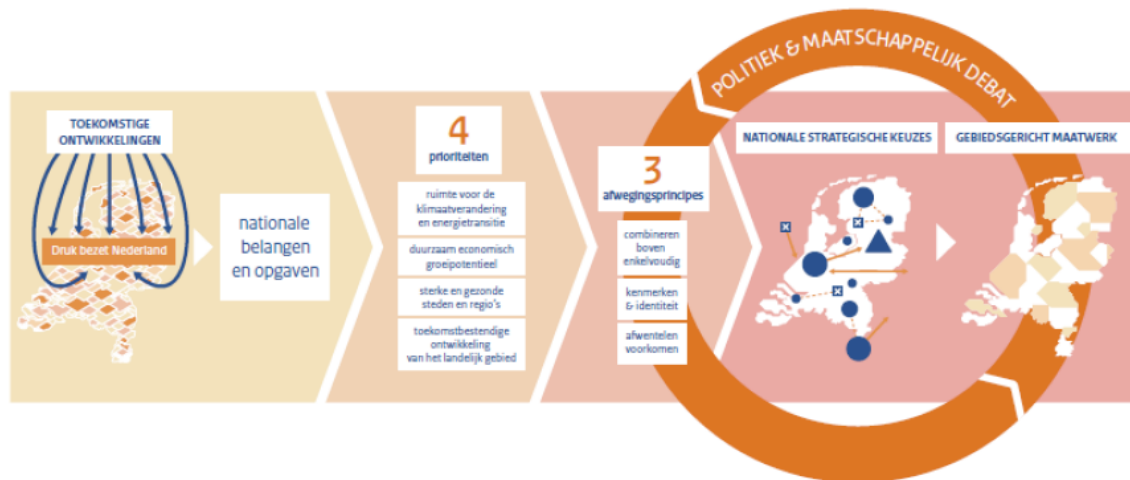 POLITIEK & MAATSCHAPPELIJK DEBAT
TOEKOMSTIGE
ONTWIKKELINGEN
Druk bezet Nederland
nationale
belangen
en opgaven
4
prioriteiten
ruimte voor de
klimaatverandering
en energietransitie
duurzaam economisch
groeipotentieel
sterke en gezonde
steden en regio's
toekomstbestendige
ontwikkeling
van het landelijk gebied
3
afwegingsprincipes
combineren
boven
enkelvoudig
kenmerken
& identiteit
afwentelen
voorkomen
NATIONALE STRATEGISCHE KEUZES
GEBIEDSGERICHT MAATWERK